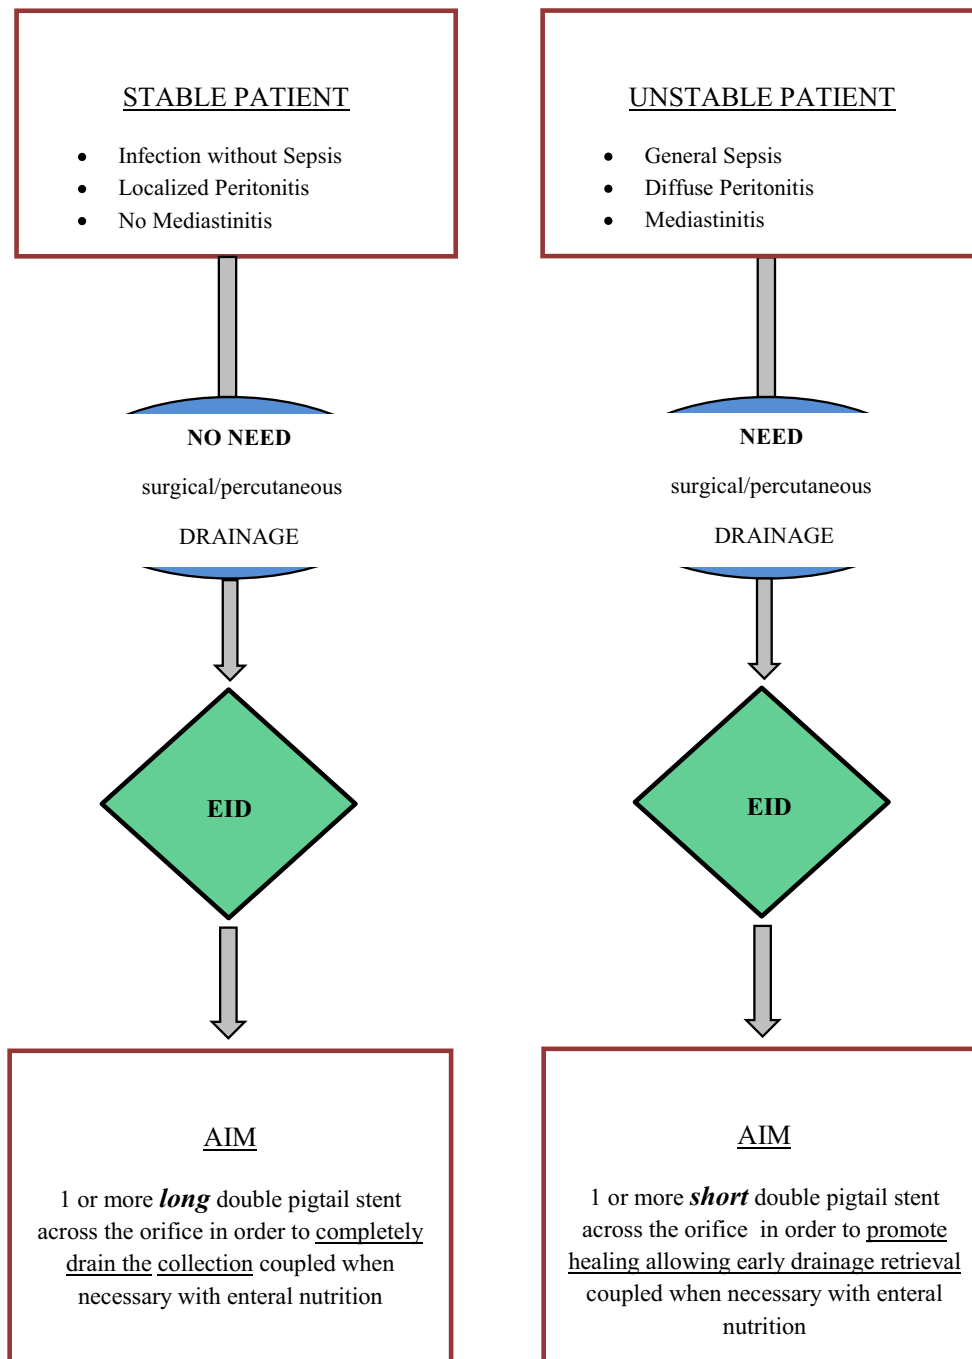 STABLE PATIENT
• Infection without Sepsis
• Localized Peritonitis
• No Mediastinitis
NO NEED
surgical/percutaneous
DRAINAGE
EID
AIM
1 or more long double pigtail stent
across the orifice in order to completely
drain the collection coupled when
necessary with enteral nutrition
UNSTABLE PATIENT
• General Sepsis
• Diffuse Peritonitis
• Mediastinitis
NEED
surgical/percutaneous
DRAINAGE
EID
AIM
1 or more short double pigtail stent
across the orifice in order to promote
healing allowing early drainage retrieval
coupled when necessary with enteral
nutrition